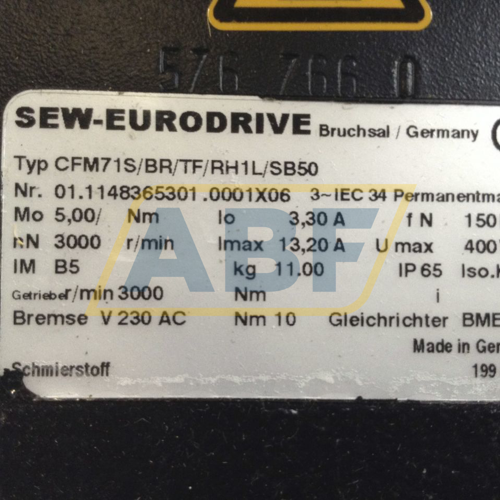 576 766 0
SEW-EURODRIVE Bruchsal / Germany
Typ CFM71S/BR/TF/RH1L/SB50
Nr. 01.1148365301.0001X06 3~IEC 34 Permanentma
Mo 5,00/ Nm Io 3,30 A f N 150
nN 3000 r/min Imax 13,20 A U max 400
IM B5 kg 11.00 IP 65 Iso.K
Getriebe r/min 3000 Nm i
Bremse V 230 AC Nm 10 Gleichrichter BME
Made in Ger
Schmierstoff 199
ABF